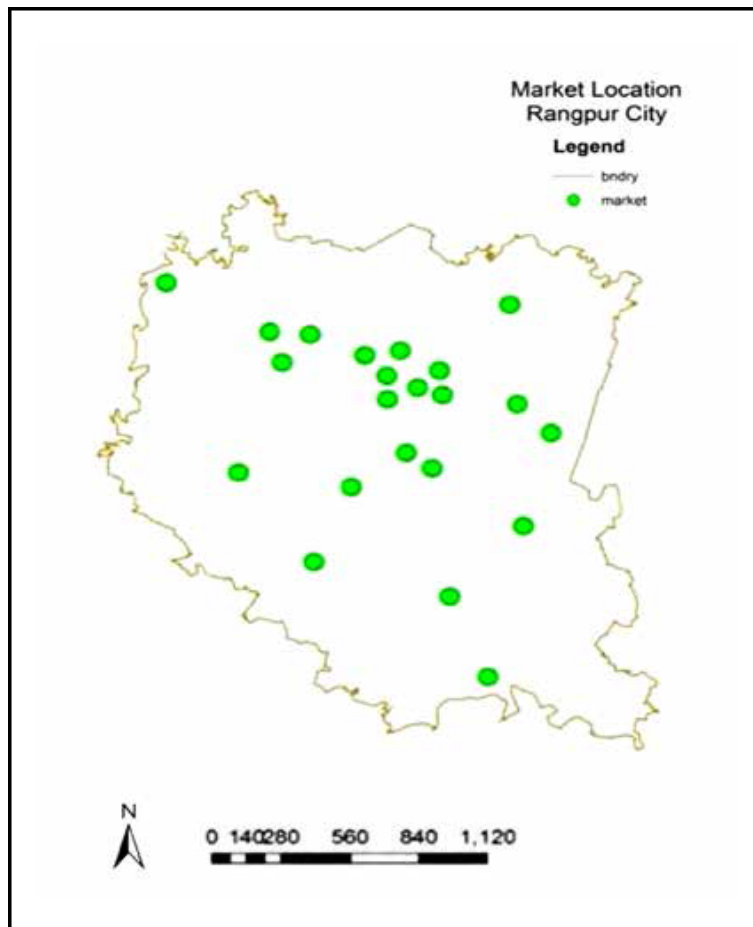 Market Location
Rangpur City
Legend
bndry
market
N
0 140280 560 840 1,120